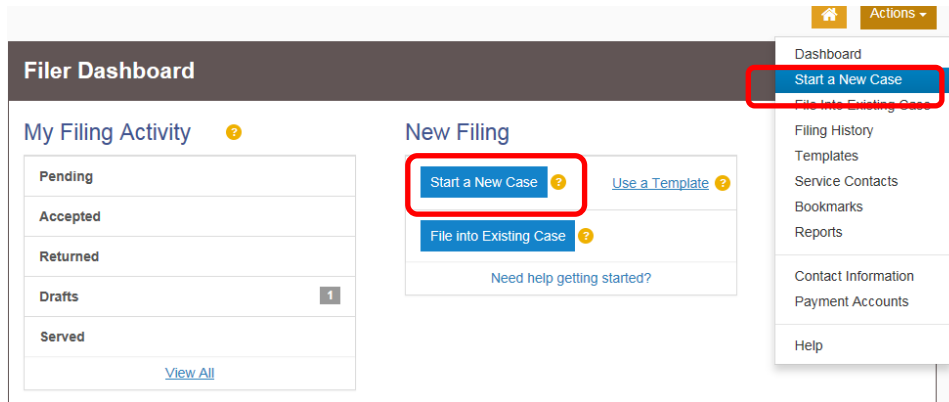 Actions
Filer Dashboard
My Filing Activity ?
Pending
Accepted
Returned
Drafts 1
Served
View All
New Filing
Start a New Case ? Use a Template ?
File into Existing Case ?
Need help getting started?
Dashboard
Start a New Case
File Into Existing Case
Filing History
Templates
Service Contacts
Bookmarks
Reports
Contact Information
Payment Accounts
Help